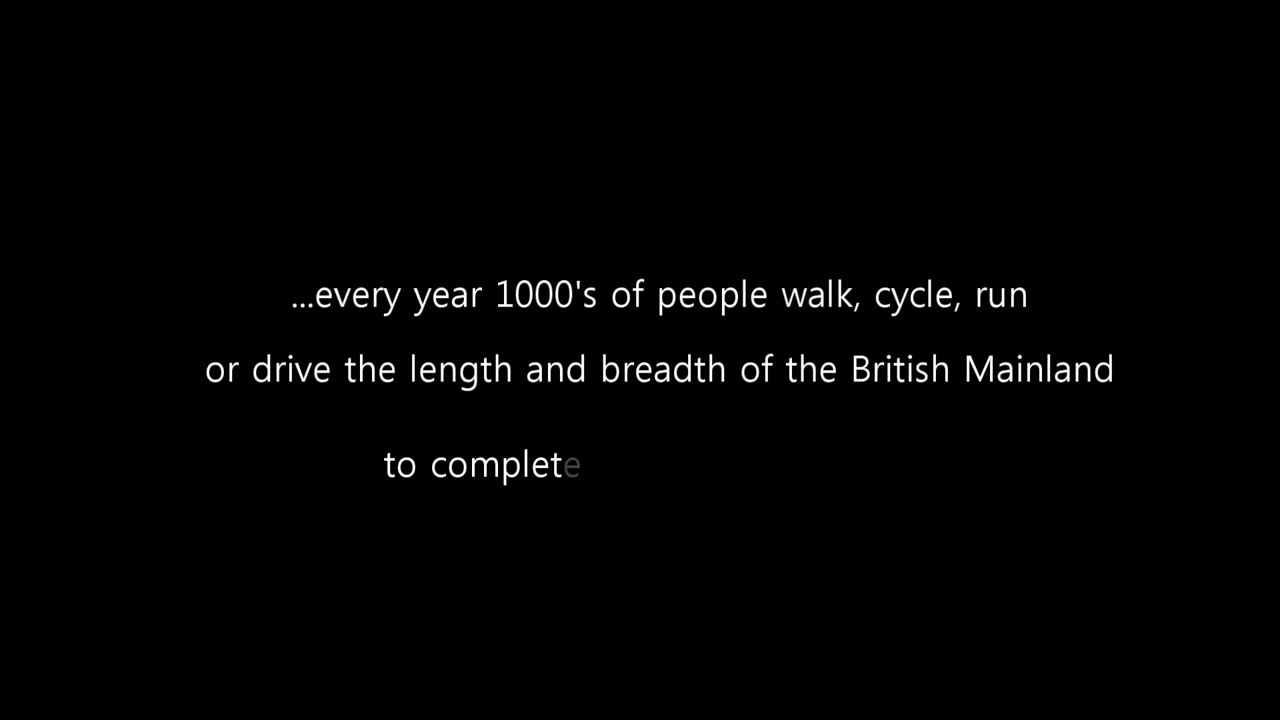 ...every year 1000's of people walk, cycle, run
or drive the length and breadth of the British Mainland
to complete